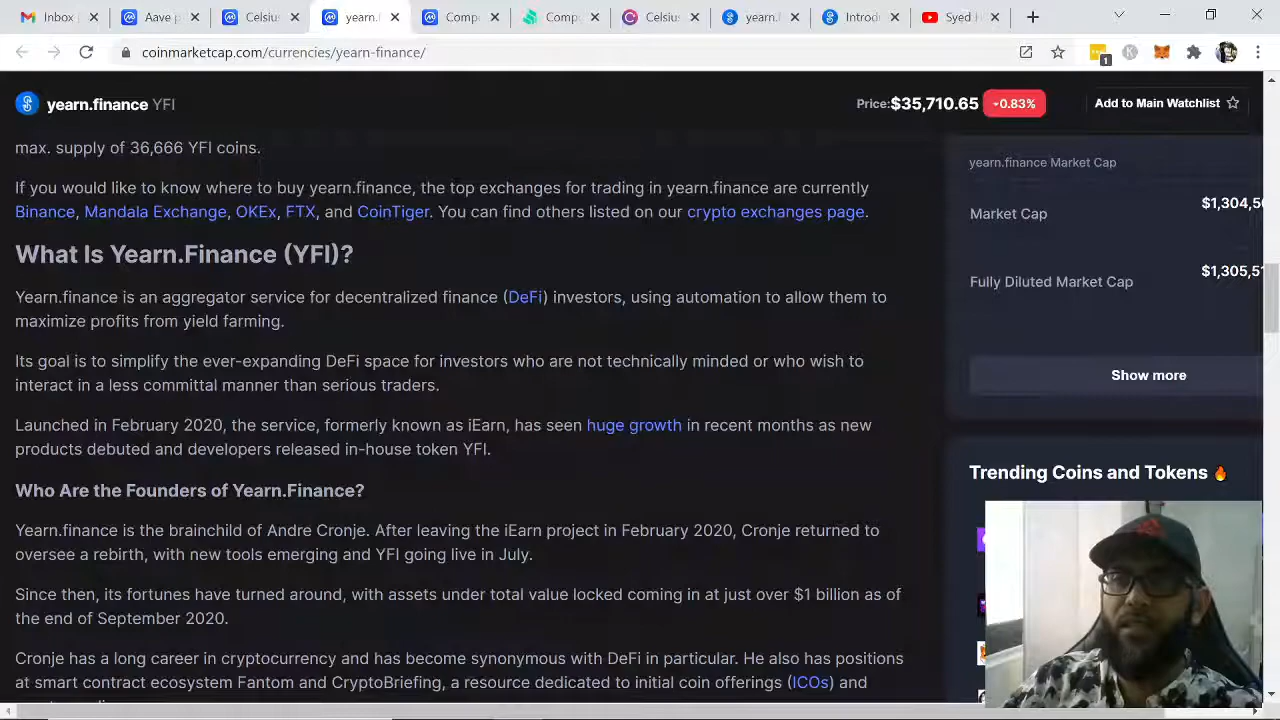 Aave p
Celsiu
yearn.f
Comp
Comp
Celsiu
yearn.f
Introd
Syed
coinmarketcap.com/currencies/yearn-finance/
1
yearn.finance YFI
Price:$35,710.65
-0.83%
Add to Main Watchlist
max. supply of 36,666 YFI coins.
If you would like to know where to buy yearn.finance, the top exchanges for trading in yearn.finance are currently
Binance, Mandala Exchange, OKEx, FTX, and CoinTiger. You can find others listed on our crypto exchanges page.
What Is Yearn.Finance (YFI)?
Yearn.finance is an aggregator service for decentralized finance (DeFi) investors, using automation to allow them to
maximize profits from yield farming.
Its goal is to simplify the ever-expanding DeFi space for investors who are not technically minded or who wish to
interact in a less committal manner than serious traders.
Launched in February 2020, the service, formerly known as iEarn, has seen huge growth in recent months as new
products debuted and developers released in-house token YFI.
Who Are the Founders of Yearn.Finance?
Yearn.finance is the brainchild of Andre Cronje. After leaving the iEarn project in February 2020, Cronje returned to
oversee a rebirth, with new tools emerging and YFI going live in July.
Since then, its fortunes have turned around, with assets under total value locked coming in at just over $1 billion as of
the end of September 2020.
Cronje has a long career in cryptocurrency and has become synonymous with DeFi in particular. He also has positions
at smart contract ecosystem Fantom and CryptoBriefing, a resource dedicated to initial coin offerings (ICOs) and
yearn.finance Market Cap
Market Cap
$1,304,5
Fully Diluted Market Cap
$1,305,5
Show more
Trending Coins and Tokens